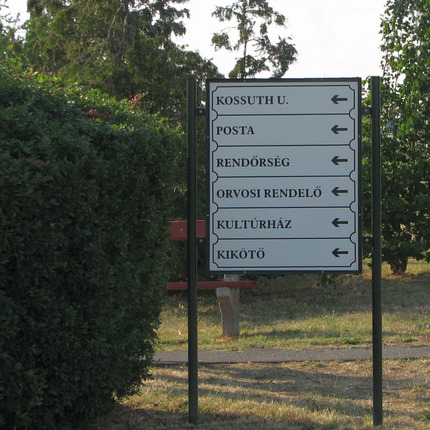 KOSSUTH U. ←
POSTA ←
RENDŐRSÉG ←
ORVOSI RENDELŐ ←
KULTÚRHÁZ ←
KIKÖTŐ ←